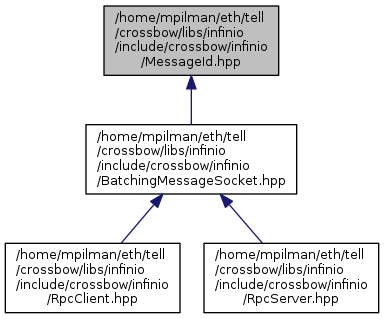 /home/mpilman/eth/tell
/crossbow/libs/infinio
/include/crossbow/infinio
/MessageId.hpp
/home/mpilman/eth/tell
/crossbow/libs/infinio
/include/crossbow/infinio
/BatchingMessageSocket.hpp
/home/mpilman/eth/tell
/crossbow/libs/infinio
/include/crossbow/infinio
/RpcClient.hpp
/home/mpilman/eth/tell
/crossbow/libs/infinio
/include/crossbow/infinio
/RpcServer.hpp